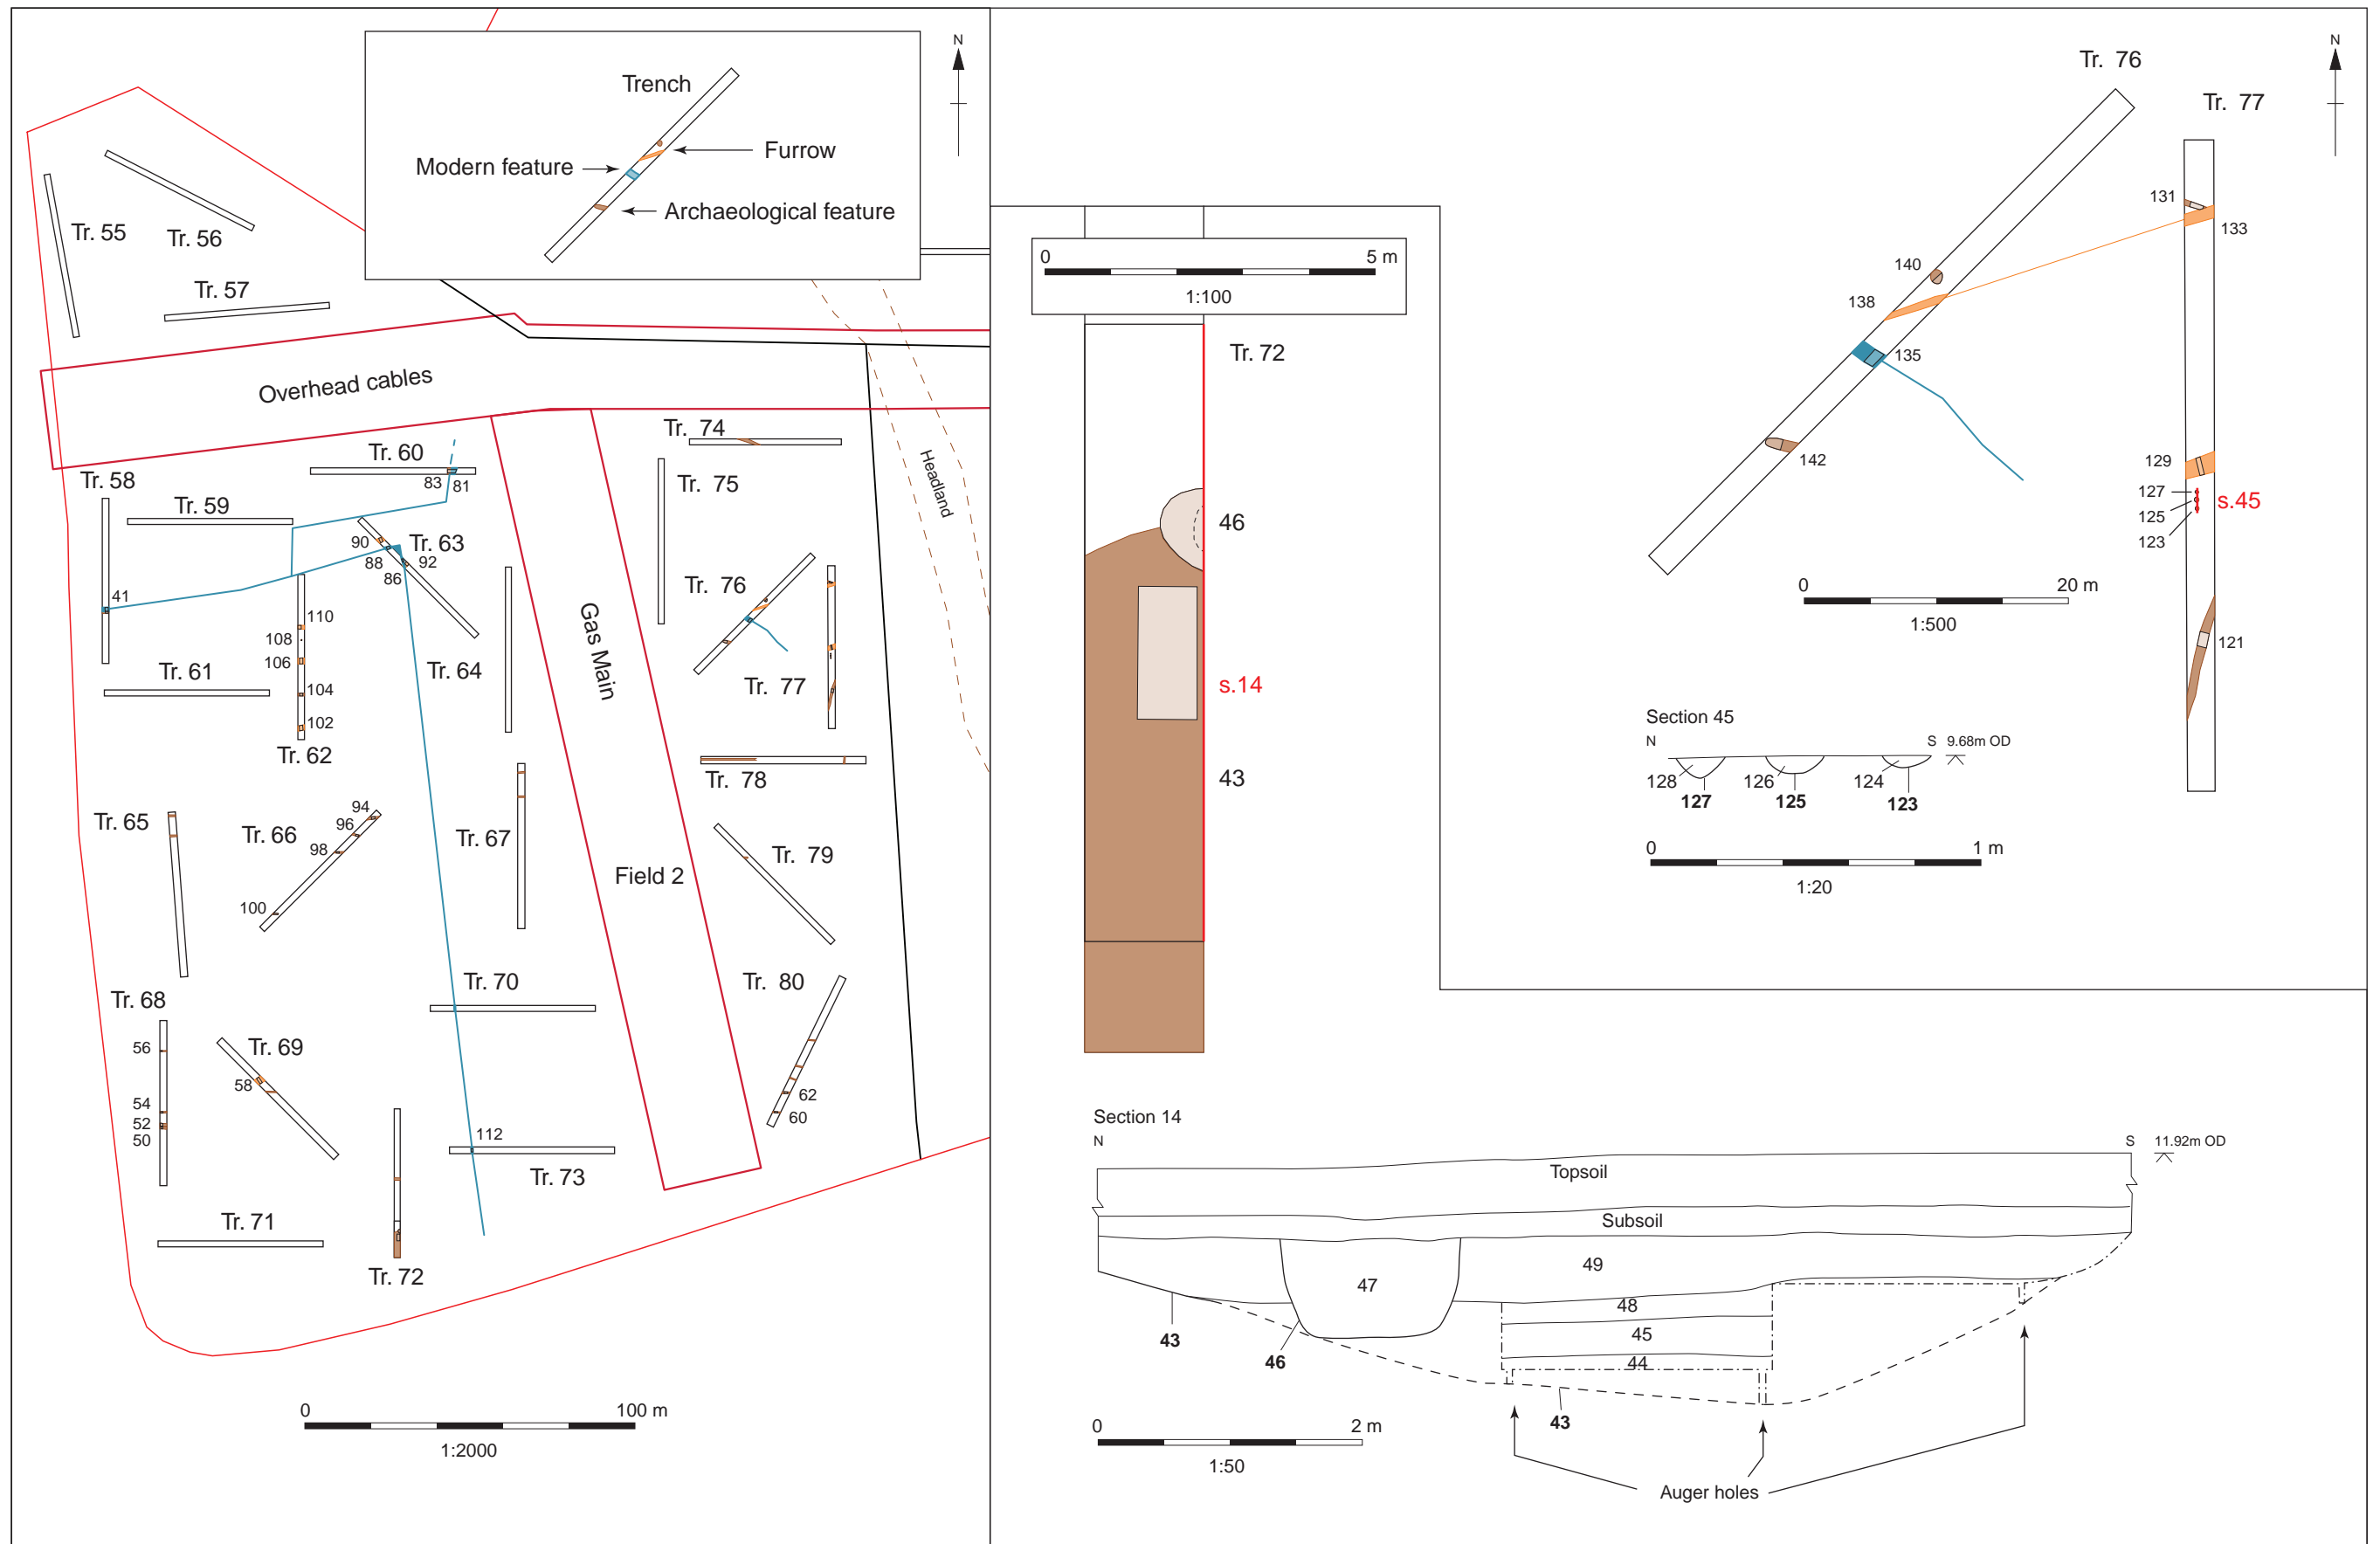 N
Trench
Furrow
Modern feature
Archaeological feature
Tr. 55
Tr. 56
Tr. 57
Overhead cables
Headland
Tr. 58
Tr. 59
Tr. 60
83
81
41
90
88
86
Tr. 63
92
110
108
106
104
102
Tr. 61
Tr. 62
Tr. 64
Gas Main
Tr. 74
Tr. 75
Tr. 76
Tr. 77
Tr. 78
Tr. 65
Tr. 66
94
96
98
100
Tr. 67
Field 2
Tr. 79
Tr. 80
62
60
Tr. 68
56
54
52
50
Tr. 69
58
Tr. 70
112
Tr. 73
Tr. 71
Tr. 72
0 100 m
1:2000
0 5 m
1:100
Tr. 72
46
s.14
43
N
Tr. 76
Tr. 77
131
133
140
138
135
142
129
127
125
123
s.45
121
0 20 m
1:500
Section 45
N S 9.68m OD
128 126 124
127 125 123
0 1 m
1:20
Section 14
N S 11.92m OD
Topsoil
Subsoil
49
47
48
45
44
43
46
43
0 2 m
1:50
Auger holes